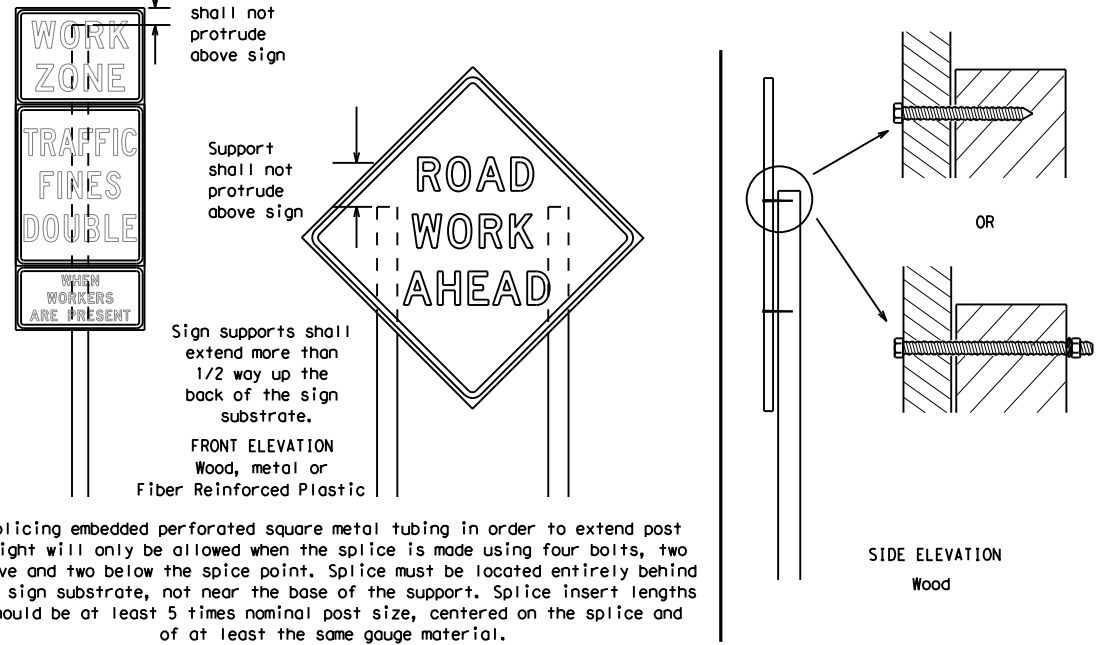 shall not
protrude
above sign
WORK
ZONE
TRAFFIC
FINES
DOUBLE
WHEN
WORKERS
ARE PRESENT
Support
shall not
protrude
above sign
ROAD
WORK
AHEAD
Sign supports shall
extend more than
1/2 way up the
back of the sign
substrate.
FRONT ELEVATION
Wood, metal or
Fiber Reinforced Plastic
embedded perforated square metal tubing in order to extend post
will only be allowed when the splice is made using four bolts, two
and two below the spice point. Splice must be located entirely behind
sign substrate, not near the base of the support. Splice insert lengths
be at least 5 times nominal post size, centered on the splice and
of at least the same gauge material.
OR
SIDE ELEVATION
Wood